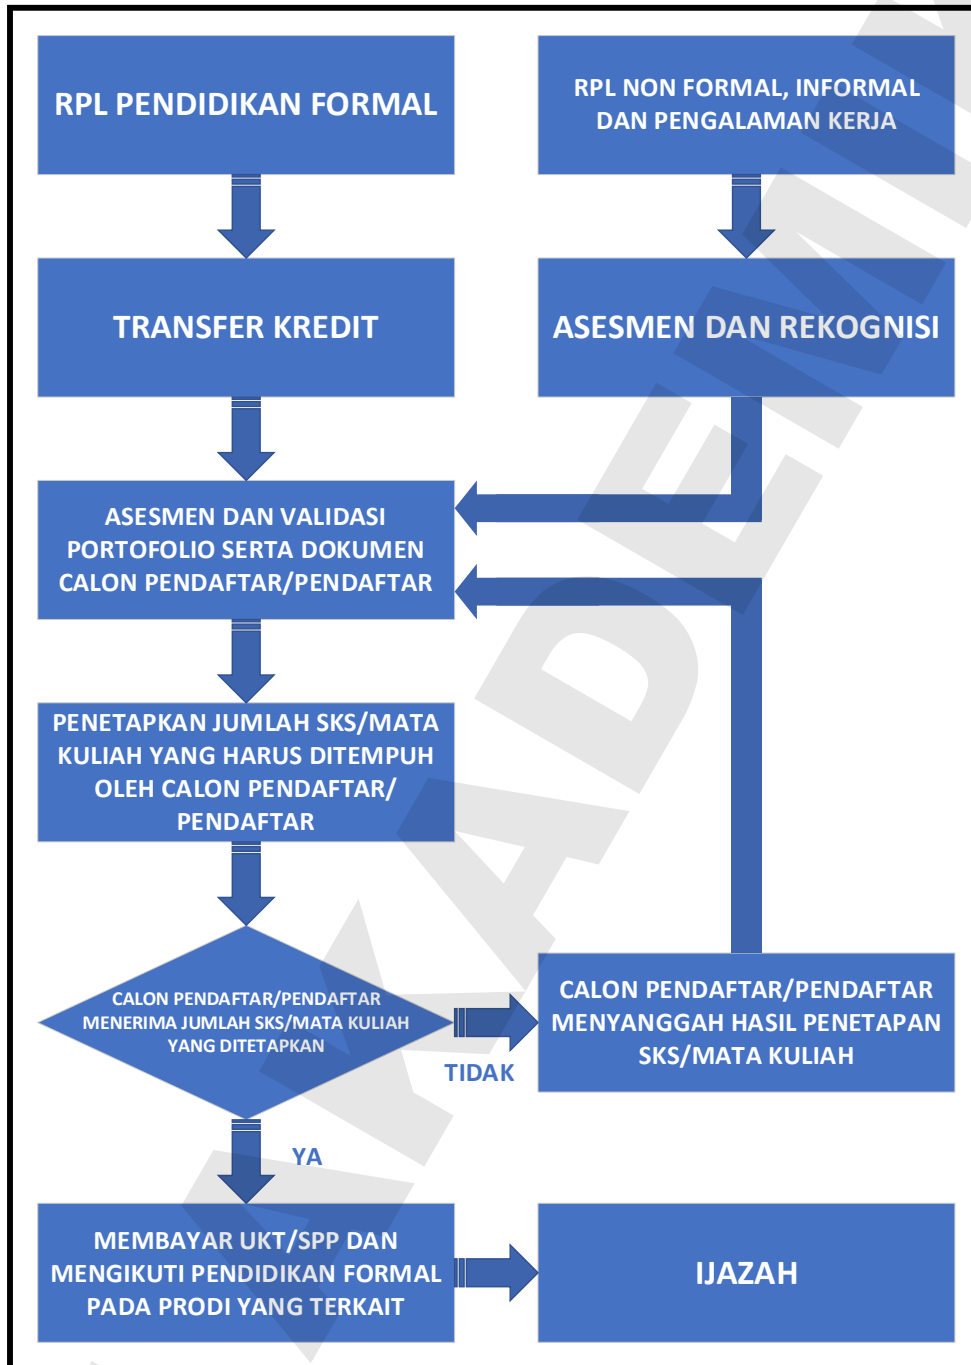 RPL PENDIDIKAN FORMAL
RPL NON FORMAL, INFORMAL
DAN PENGALAMAN KERJA
TRANSFER KREDIT
ASESMEN DAN REKOGNISI
ASESMEN DAN VALIDASI
PORTOFOLIO SERTA DOKUMEN
CALON PENDAFTAR/PENDAFTAR
PENETAPKAN JUMLAH SKS/MATA
KULIAH YANG HARUS DITEMPUH
OLEH CALON PENDAFTAR/
PENDAFTAR
CALON PENDAFTAR/PENDAFTAR
MENERIMA JUMLAH SKS/MATA KULIAH
YANG DITETAPKAN
TIDAK
CALON PENDAFTAR/PENDAFTAR
MENYANGGAH HASIL PENETAPAN
SKS/MATA KULIAH
YA
MEMBAYAR UKT/SPP DAN
MENGIKUTI PENDIDIKAN FORMAL
PADA PRODI YANG TERKAIT
IJAZAH